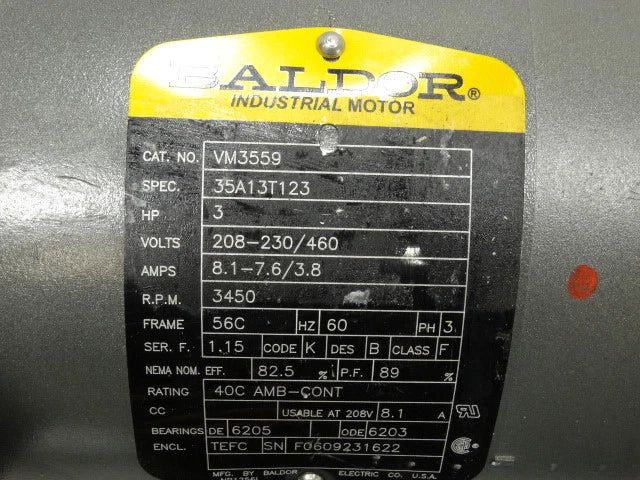 BALDOR®
INDUSTRIAL MOTOR
CAT. NO. VM3559
SPEC. 35A13T123
HP 3
VOLTS 208-230/460
AMPS 8.1-7.6/3.8
R.P.M. 3450
FRAME 56C HZ 60 PH 3
SER. F. 1.15 CODE K DES B CLASS F
NEMA NOM. EFF. 82.5 % P.F. 89 %
RATING 40C AMB-CONT
CC USABLE AT 208V 8.1 A
BEARINGS DE 6205 ODE 6203
ENCL. TEFC SN F0609231622
MFG. BY BALDOR ELECTRIC CO. U.S.A.